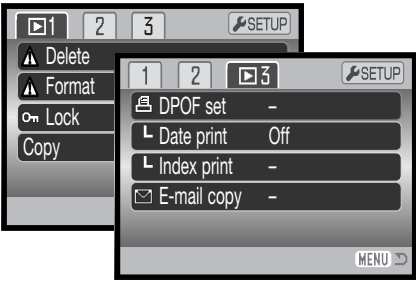 1 2 3 SETUP
Delete
Format
Lock
Copy
1 2 3 SETUP
DPOF set –
Date print Off
Index print –
E-mail copy –
MENU